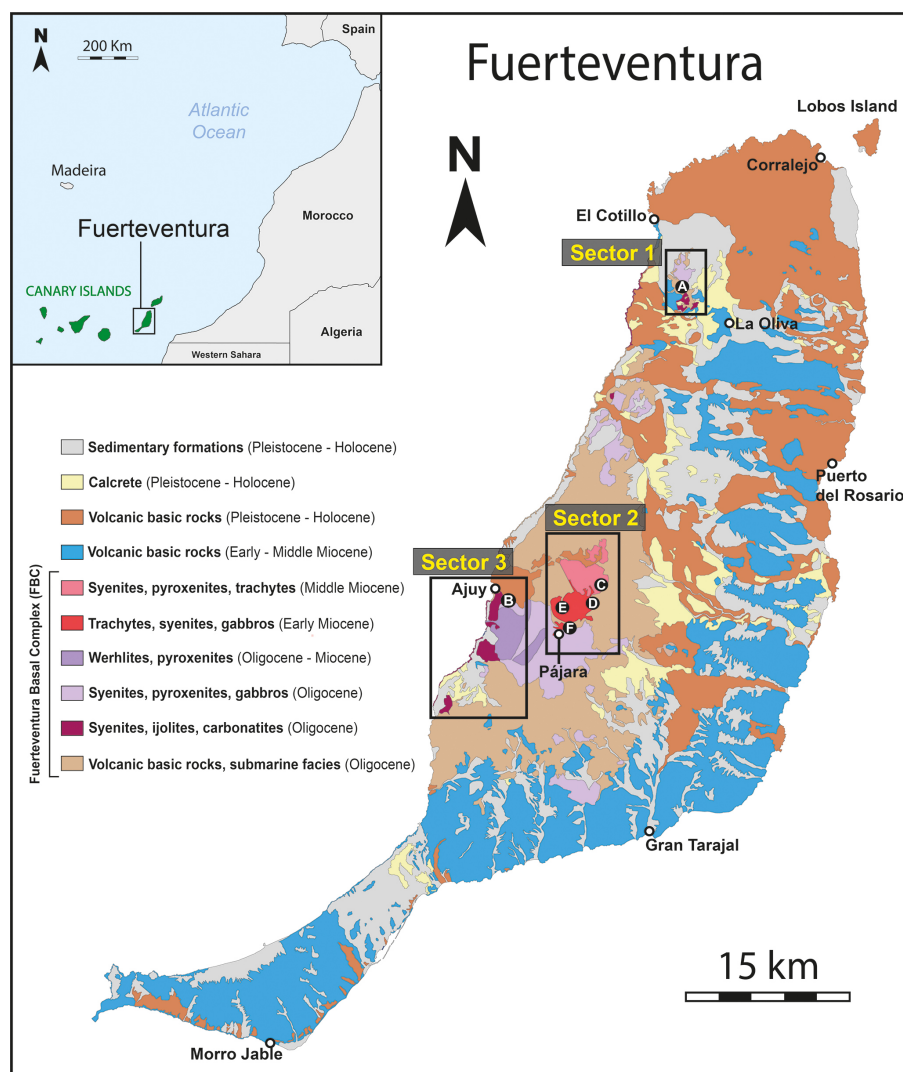 Fuerteventura
N
200 Km
Spain
Atlantic
Ocean
Madeira
Morocco
Fuerteventura
CANARY ISLANDS
Algeria
Western Sahara
Lobos Island
Corralejo
N
El Cotillo
Sector 1
A
La Oliva
Puerto
del Rosario
Sector 2
Sector 3
Ajuy
B
C
E
D
F
Pájara
Gran Tarajal
Morro Jable
15 km
Sedimentary formations (Pleistocene - Holocene)
Calcrete (Pleistocene - Holocene)
Volcanic basic rocks (Pleistocene - Holocene)
Volcanic basic rocks (Early - Middle Miocene)
Fuerteventura Basal Complex (FBC)
Syenites, pyroxenites, trachytes (Middle Miocene)
Trachytes, syenites, gabbros (Early Miocene)
Werhlites, pyroxenites (Oligocene - Miocene)
Syenites, pyroxenites, gabbros (Oligocene)
Syenites, ijolites, carbonatites (Oligocene)
Volcanic basic rocks, submarine facies (Oligocene)